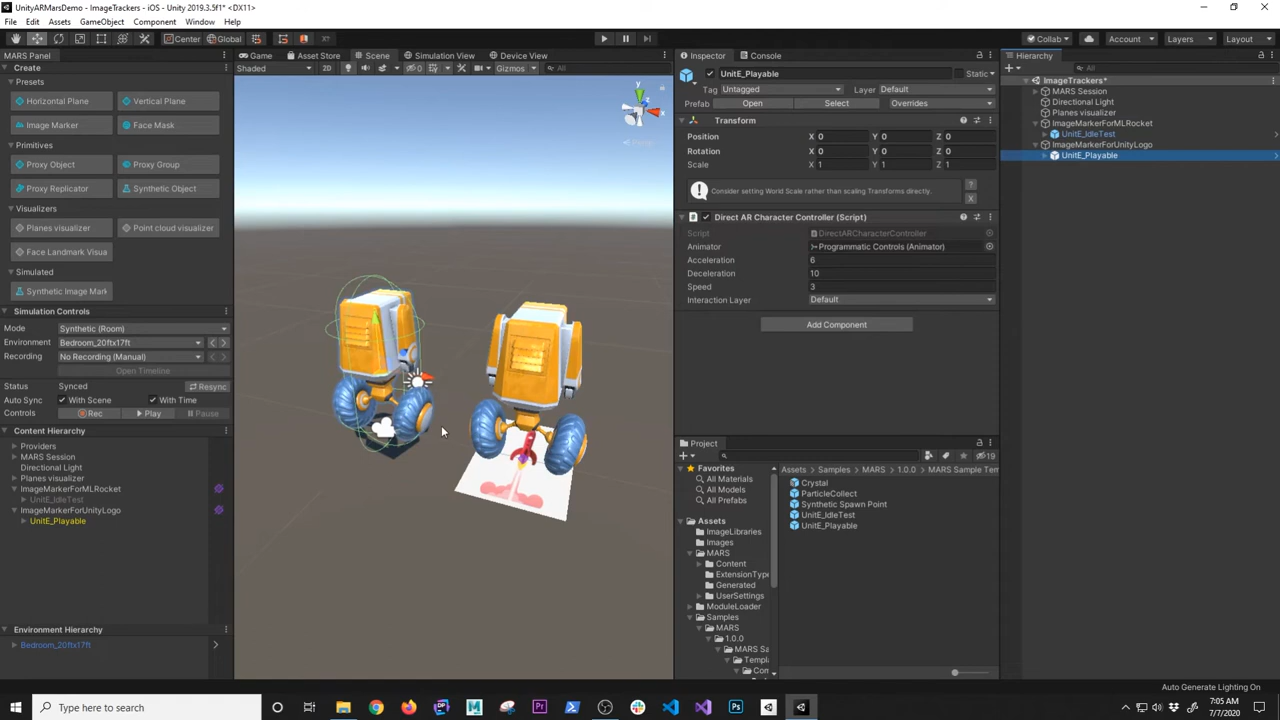 UnityARMarsDemo - ImageTrackers - iOS - Unity 2019.3.5f1* <DX11>
File Edit Assets GameObject Component Window Help
Center Global Collab Account Layers Layout
MARS Panel
Create
Presets
Horizontal Plane Vertical Plane
Image Marker Face Mask
Primitives
Proxy Object Proxy Group
Proxy Replicator Synthetic Object
Visualizers
Planes visualizer Point cloud visualizer
Face Landmark Visua
Simulated
Synthetic Image Mark
Simulation Controls
Mode Synthetic (Room)
Environment Bedroom_20ftx17ft
Recording No Recording (Manual)
Open Timeline
Status Synced Resync
Auto Sync With Scene With Time
Controls Rec Play Pause
Content Hierarchy
Providers
MARS Session
Directional Light
Planes visualizer
ImageMarkerForMLRocket
UnitE_IdleTest
ImageMarkerForUnityLogo
UnitE_Playable
Environment Hierarchy
Bedroom_20ftx17ft
Game Asset Store Scene Simulation View Device View
Shaded 2D 0 Gizmos All
y
z
Inspector Console
UnitE_Playable Static
Tag Untagged Layer Default
Prefab Open Select Overrides
Transform
Position X 0 Y 0 Z 0
Rotation X 0 Y 0 Z 0
Scale X 1 Y 1 Z 1
Consider setting World Scale rather than scaling Transforms directly. ?
X
Direct AR Character Controller (Script)
Script DirectARCharacterController
Animator Programmatic Controls (Animator)
Acceleration 6
Deceleration 10
Speed 3
Interaction Layer Default
Add Component
Project
19
Favorites
All Materials
All Models
All Prefabs
Assets
ImageLibraries
Images
MARS
Content
ExtensionType
Generated
UserSettings
ModuleLoader
Samples
MARS
1.0.0
MARS Sa
Templ
Co
Assets Samples MARS 1.0.0 MARS Sample Tem
Crystal
ParticleCollect
Synthetic Spawn Point
UnitE_IdleTest
UnitE_Playable
Hierarchy
All
ImageTrackers*
MARS Session
Directional Light
Planes visualizer
ImageMarkerForMLRocket
UnitE_IdleTest
ImageMarkerForUnityLogo
UnitE_Playable
Auto Generate Lighting On
Type here to search
7:05 AM
7/7/2020